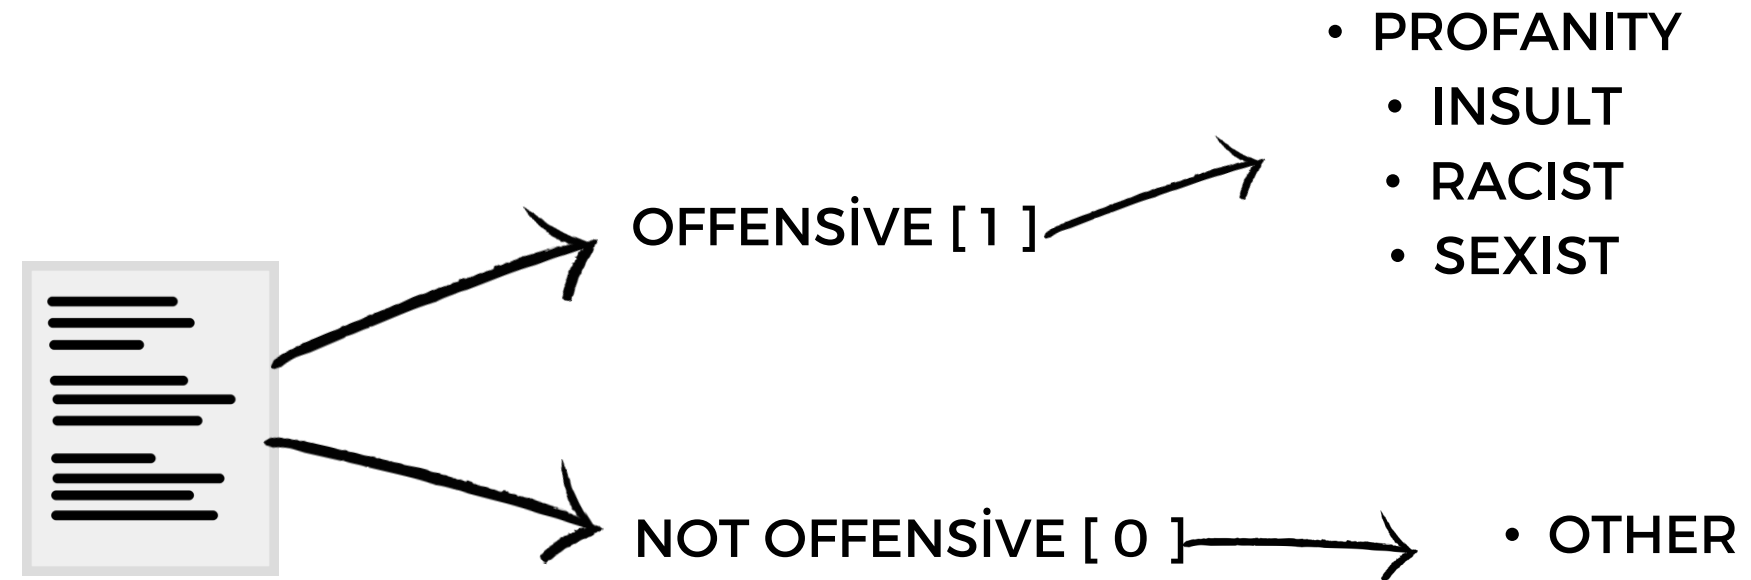 • PROFANITY
• INSULT
• RACIST
• SEXIST
OFFENSİVE [ 1 ]
NOT OFFENSİVE [ 0 ]
• OTHER